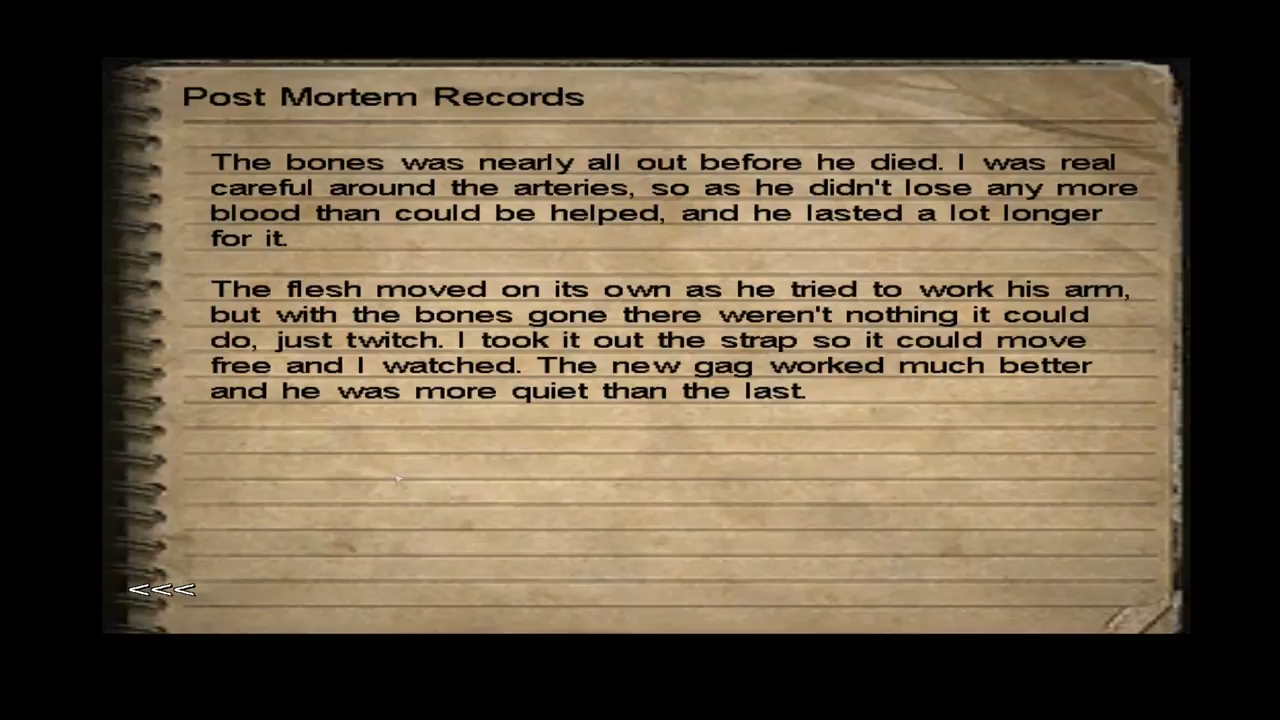 Post Mortem Records
The bones was nearly all out before he died. I was real
careful around the arteries, so as he didn't lose any more
blood than could be helped, and he lasted a lot longer
for it.
The flesh moved on its own as he tried to work his arm,
but with the bones gone there weren't nothing it could
do, just twitch. I took it out the strap so it could move
free and I watched. The new gag worked much better
and he was more quiet than the last.
<<<